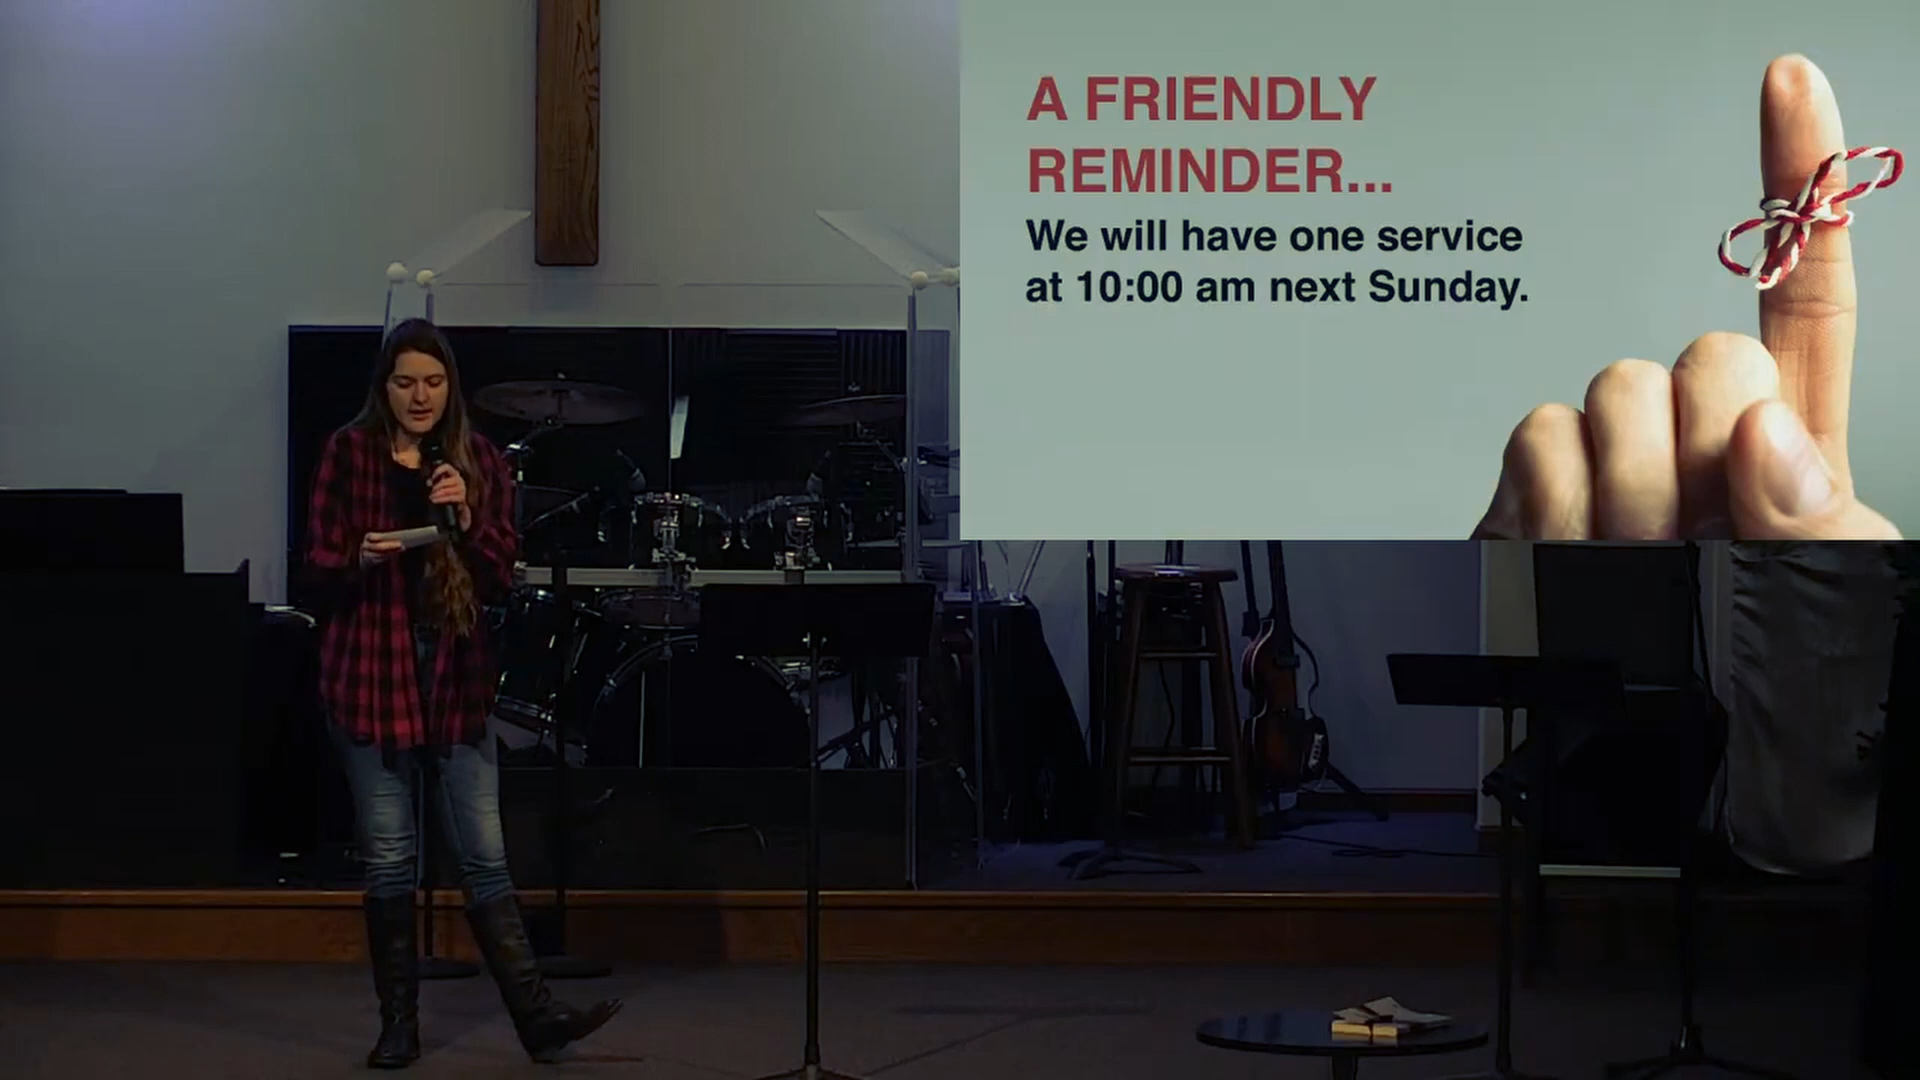 A FRIENDLY
REMINDER...
We will have one service
at 10:00 am next Sunday.